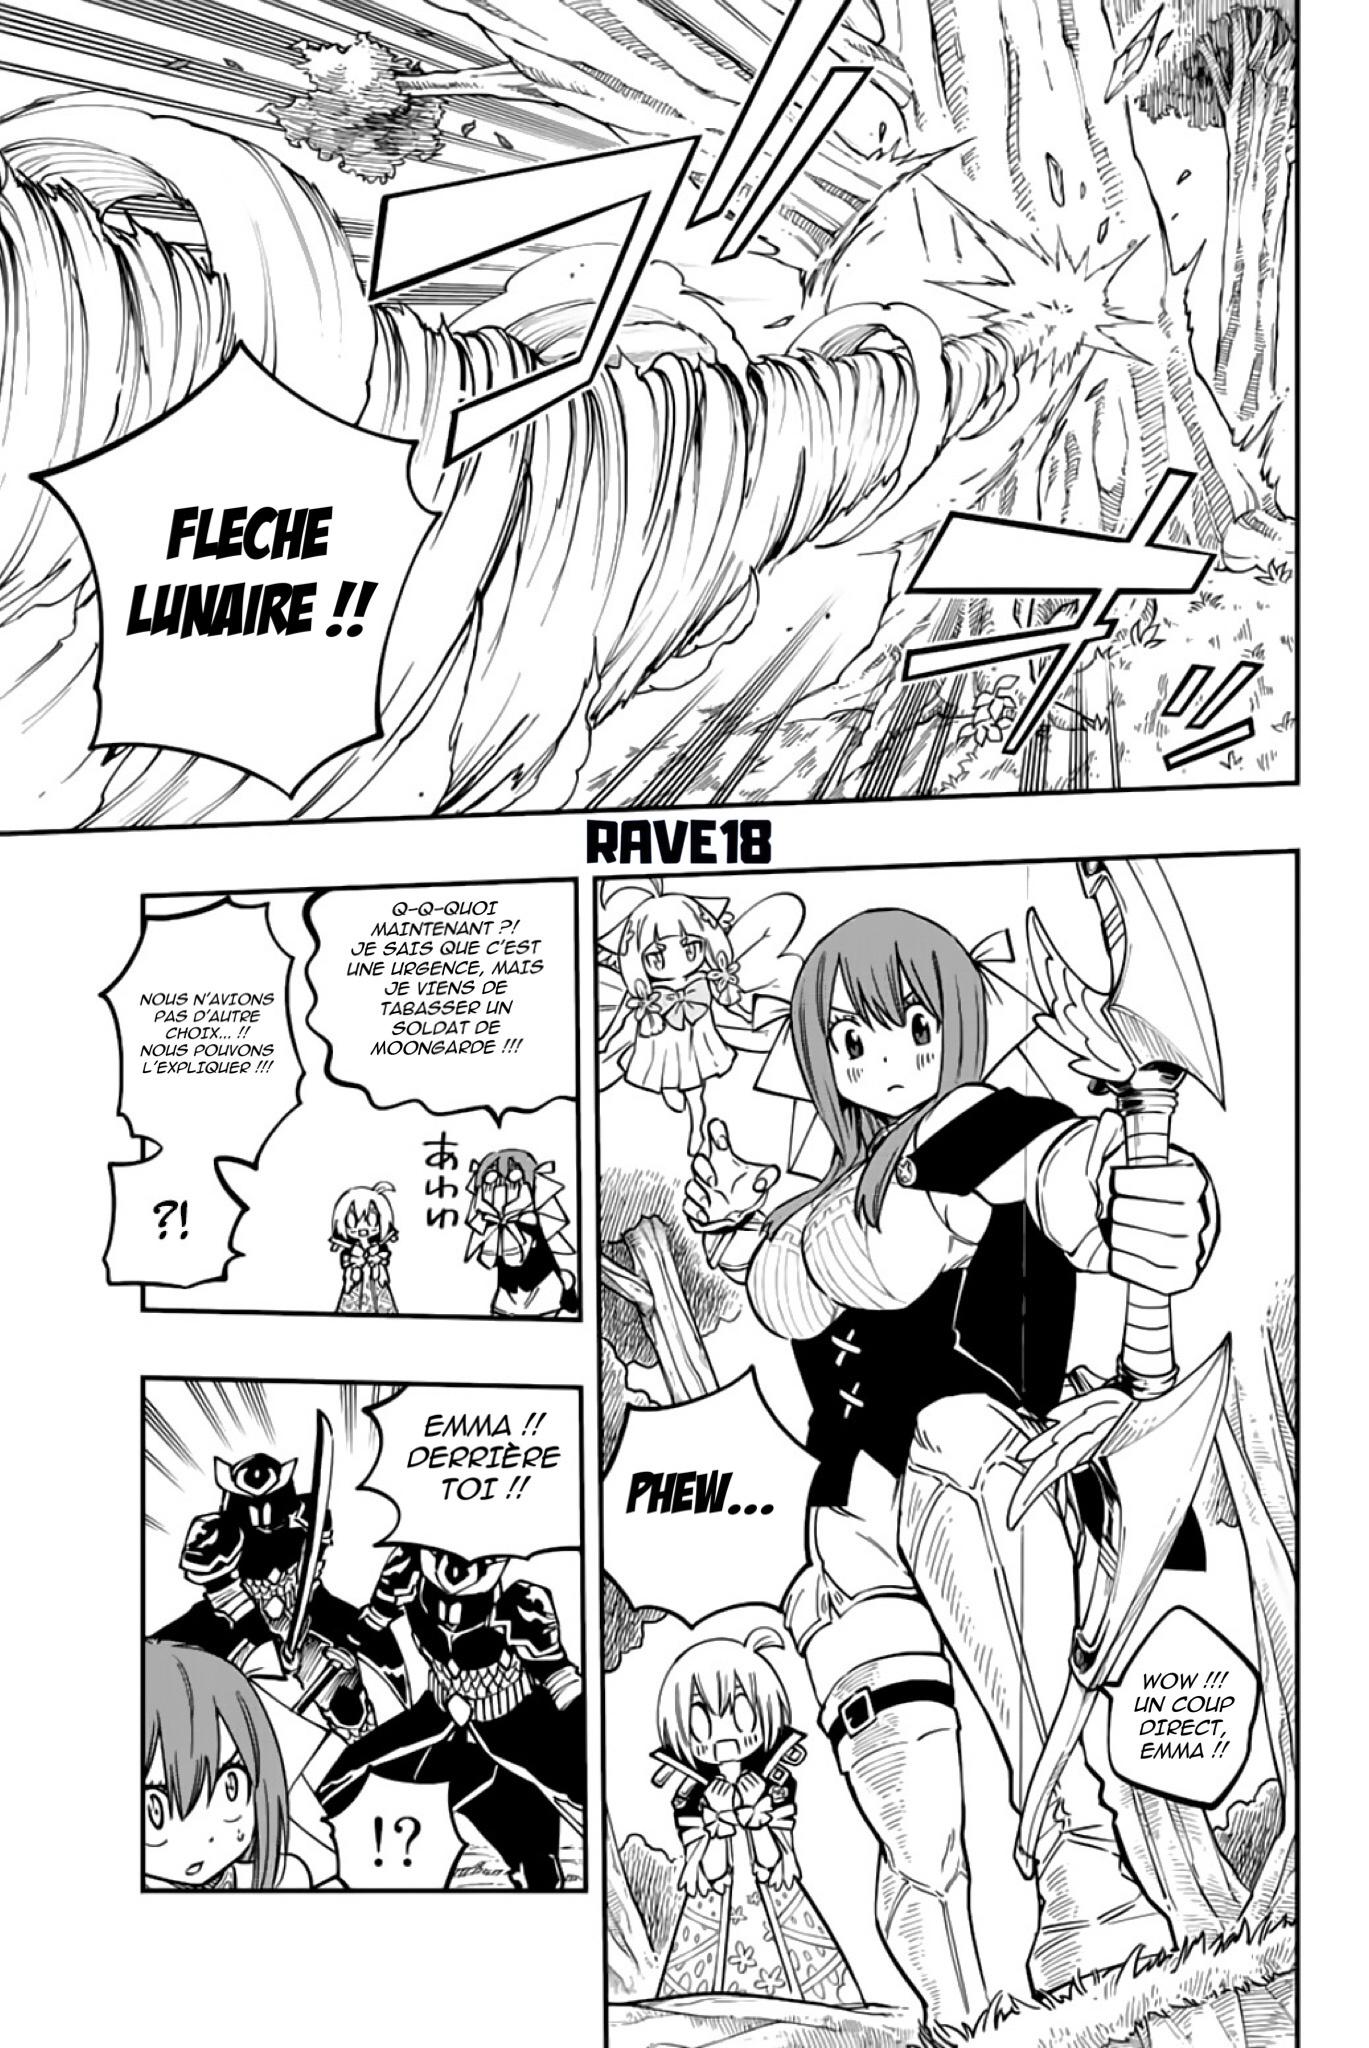 FLECHE
LUNAIRE !!
RAVE18
WOW !!!
UN COUP
DIRECT,
EMMA !!
PHEW...
Q-Q-QUOI
MAINTENANT ?!
JE SAIS QUE C'EST
UNE URGENCE, MAIS
JE VIENS DE
TABASSER UN
SOLDAT DE
MOONGARDE !!!
NOUS N'AVIONS
PAS D'AUTRE
CHOIX... !!
NOUS POUVONS
L'EXPLIQUER !!!
あわわ
?!
EMMA !!
DERRIÈRE
TOI !!
!?